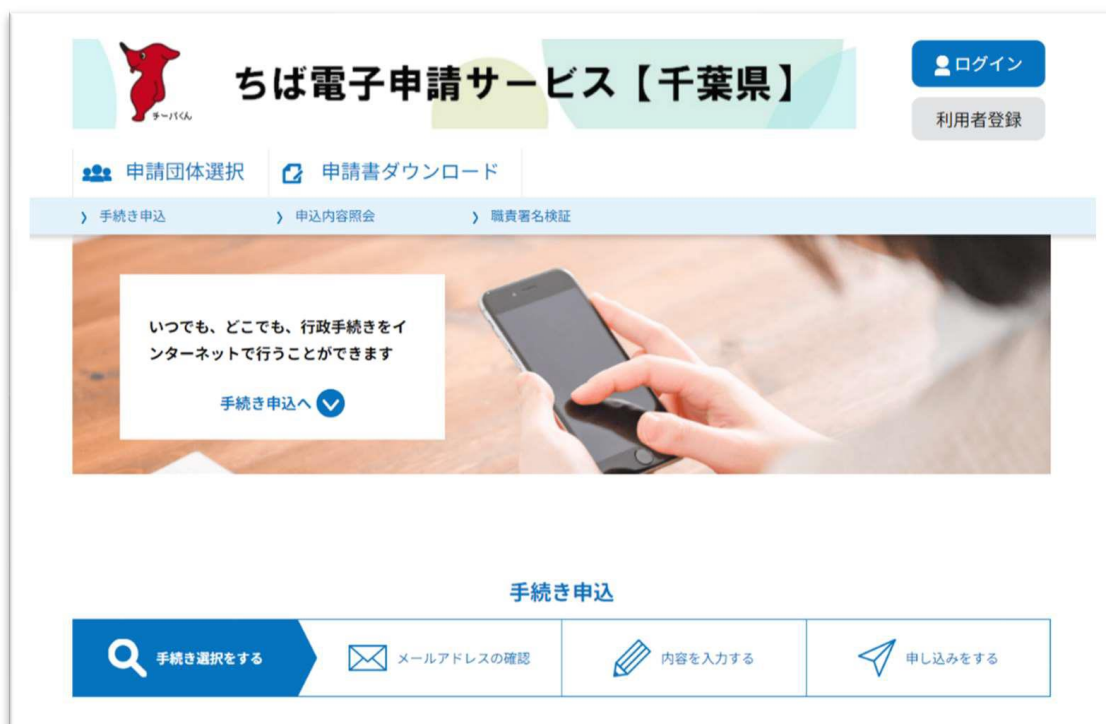 チーバくん
ちば電子申請サービス【千葉県】
ログイン
利用者登録
申請団体選択
申請書ダウンロード
手続き申込
申込内容照会
職責署名検証
いつでも、どこでも、行政手続きをイ
ンターネットで行うことができます
手続き申込へ
手続き申込
手続き選択をする
メールアドレスの確認
内容を入力する
申し込みをする